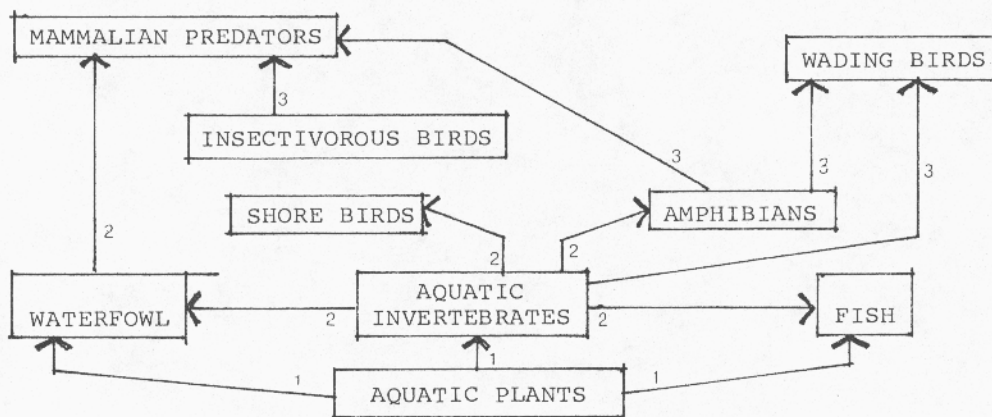 MAMMALIAN PREDATORS
WADING BIRDS
3
INSECTIVOROUS BIRDS
3
3
3
SHORE BIRDS
AMPHIBIANS
2
2
2
AQUATIC
INVERTEBRATES
WATERFOWL
2
2
FISH
1
1
1
AQUATIC PLANTS